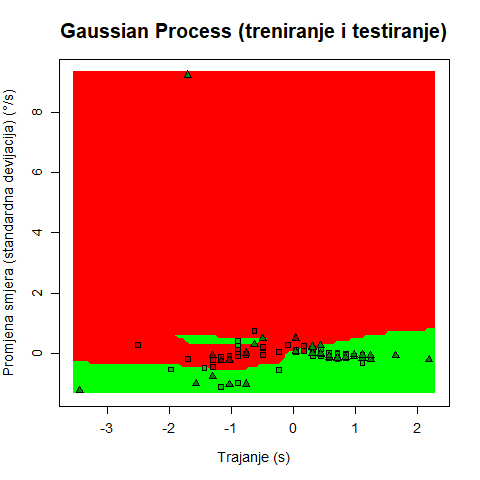 Gaussian Process (treniranje i testiranje)
Promjena smjera (standardna devijacija) (°/s)
8
6
4
2
0
-3 -2 -1 0 1 2
Trajanje (s)